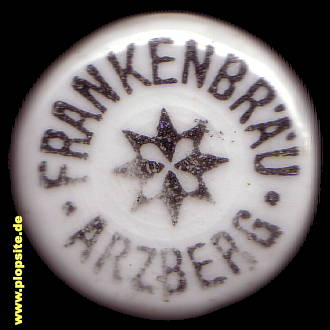 FRANKENBRÄU
· ARZBERG ·
www.plopsite.de